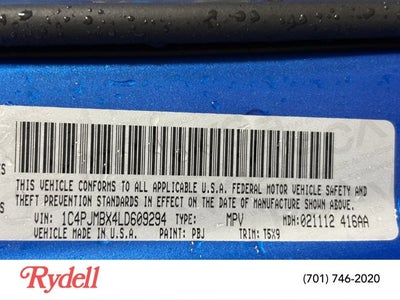 THIS VEHICLE CONFORMS TO ALL APPLICABLE U.S.A. FEDERAL MOTOR VEHICLE SAFETY AND
THEFT PREVENTION STANDARDS IN EFFECT ON THE DATE OF MANUFACTURE SHOWN ABOVE.
VIN: 1C4PJMBX4LD609294 TYPE: MPV MDH: 021112 416AA
VEHICLE MADE IN U.S.A. PAINT: PBJ TRIM: T5X9
Rydell
(701) 746-2020